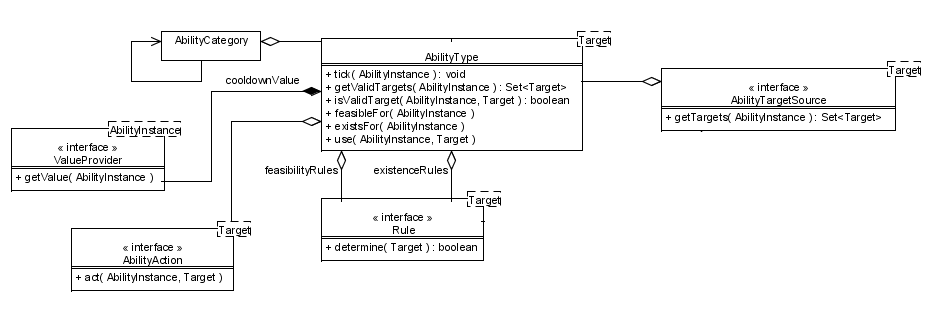 AbilityCategory
Target
AbilityType
+ tick( AbilityInstance ) : void
+ getValidTargets( AbilityInstance ) : Set<Target>
+ isValidTarget( AbilityInstance, Target ) : boolean
+ feasibleFor( AbilityInstance )
+ existsFor( AbilityInstance )
+ use( AbilityInstance, Target )
cooldownValue
Target
« interface »
AbilityTargetSource
+ getTargets( AbilityInstance ) : Set<Target>
AbilityInstance
« interface »
ValueProvider
+ getValue( AbilityInstance )
feasibilityRules
existenceRules
Target
« interface »
Rule
+ determine( Target ) : boolean
Target
« interface »
AbilityAction
+ act( AbilityInstance, Target )